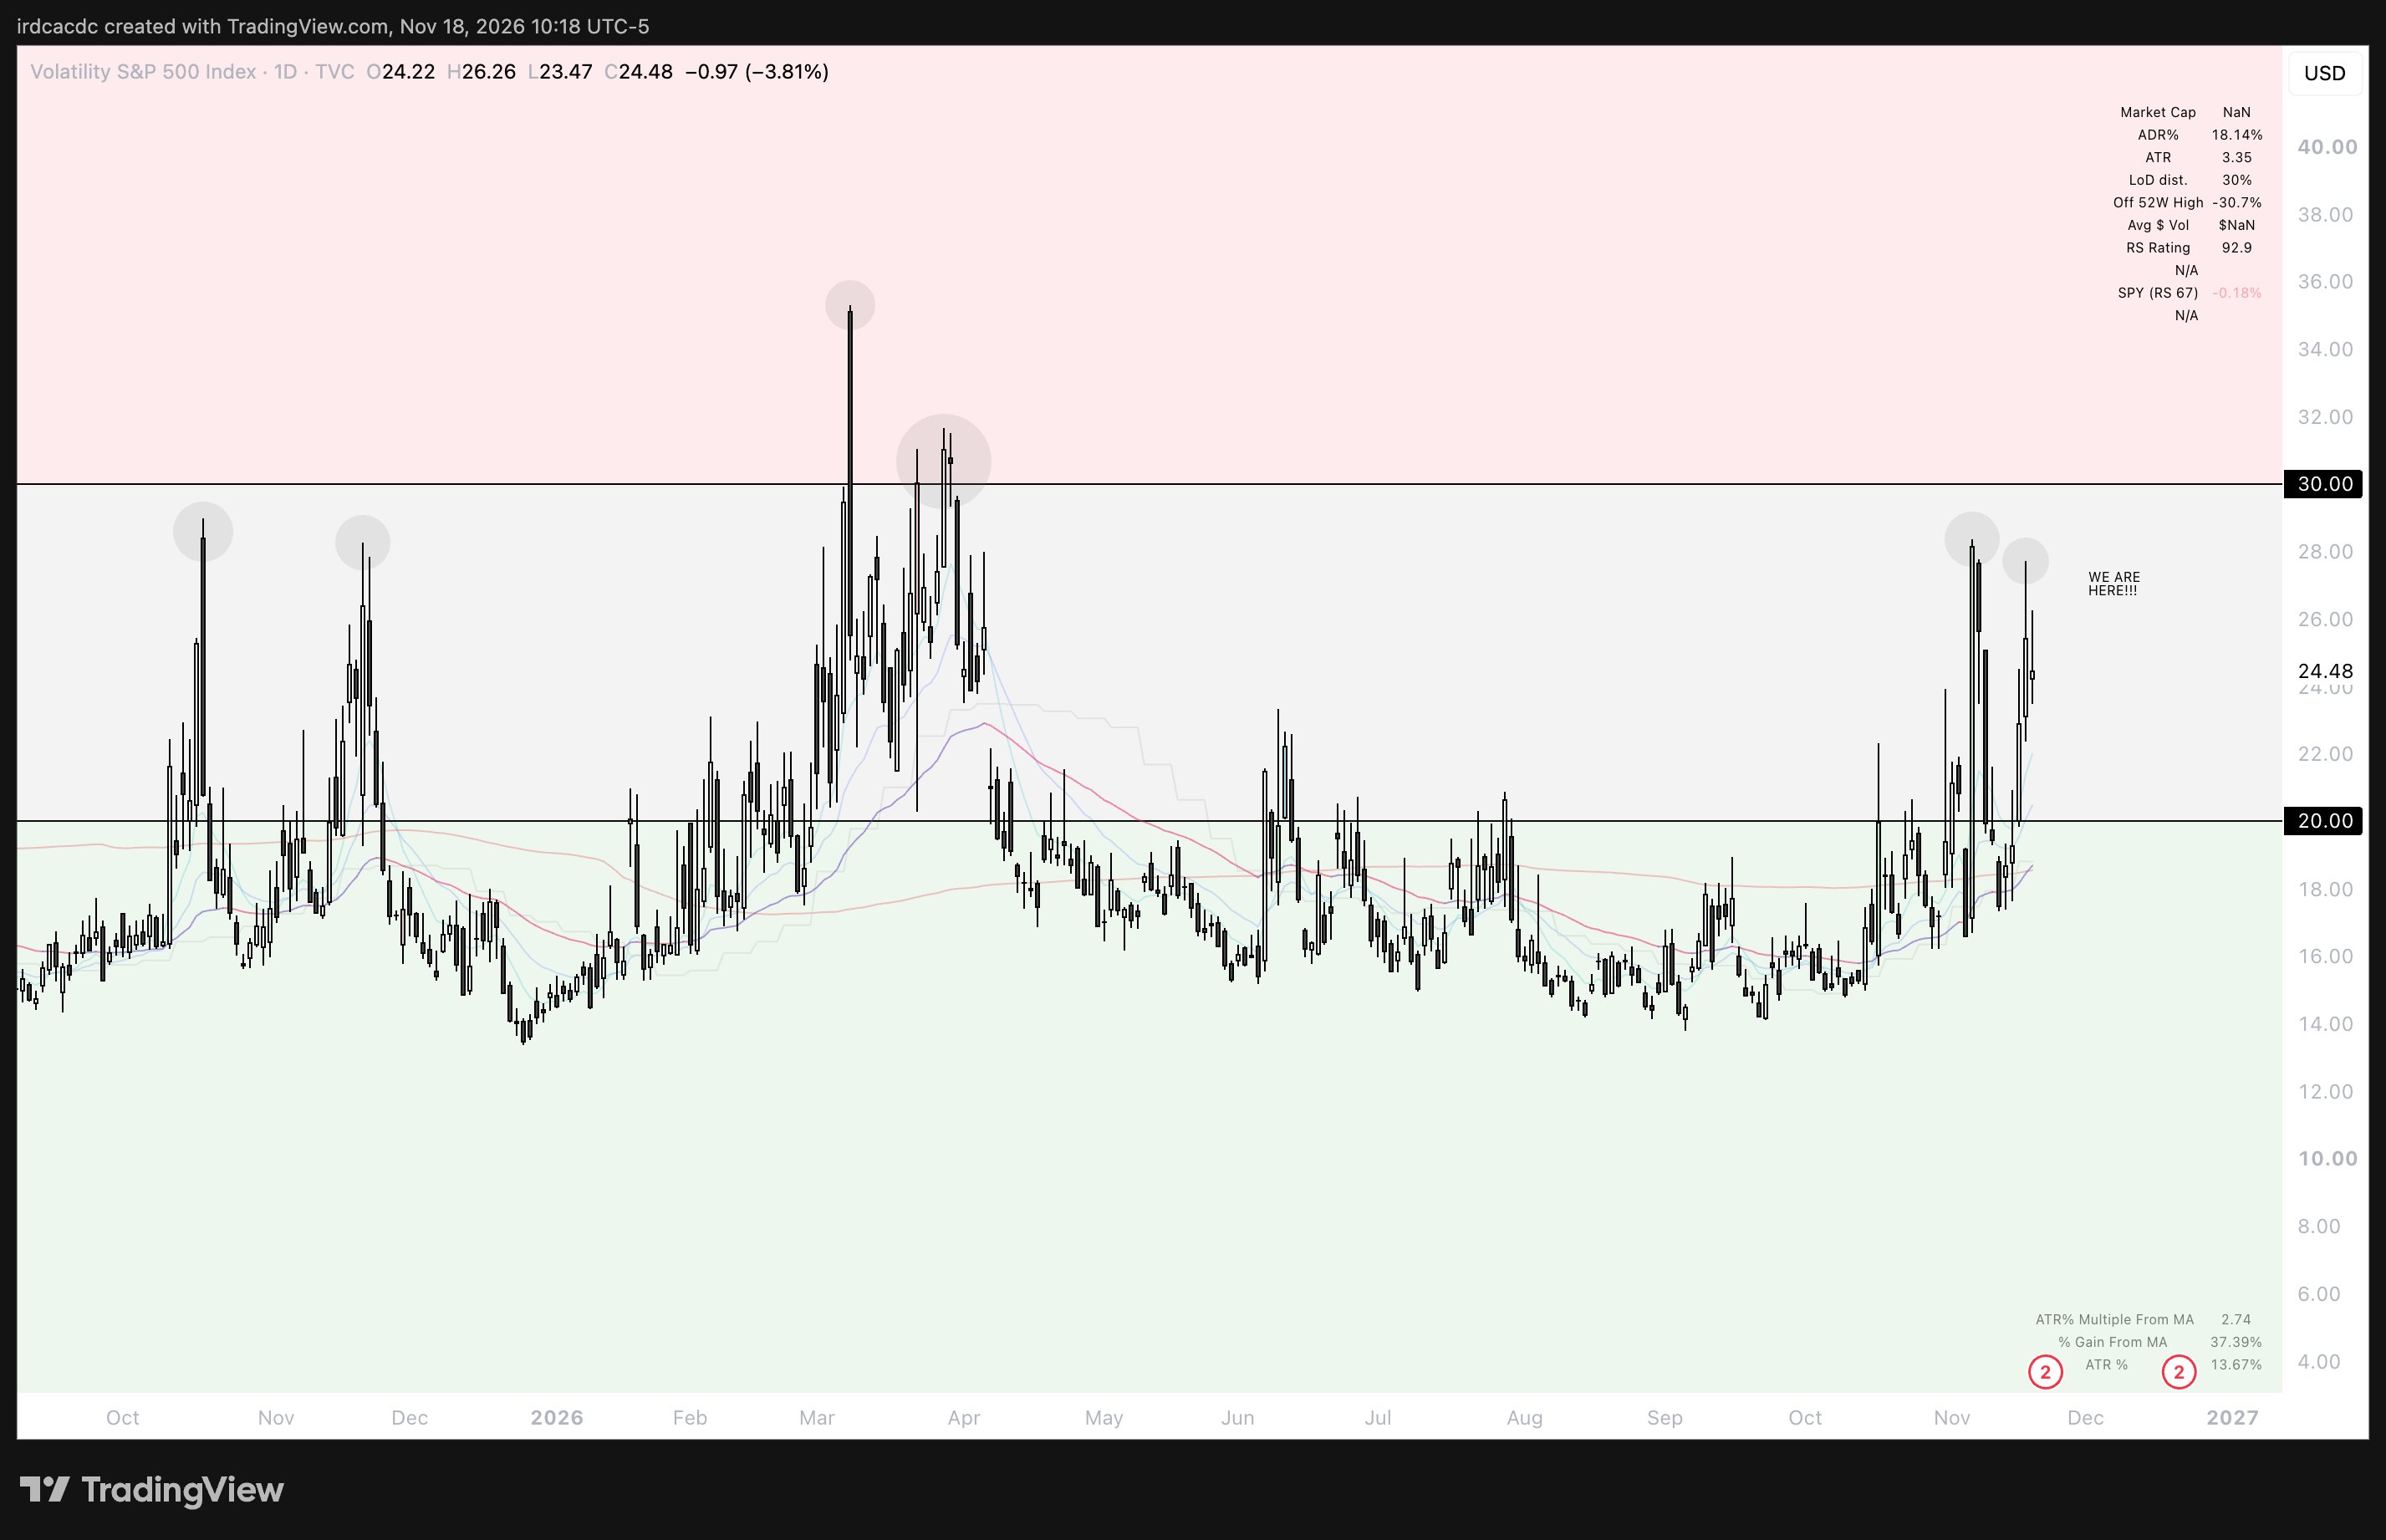 irdcacdc created with TradingView.com, Nov 18, 2026 10:18 UTC-5
Volatility S&P 500 Index · 1D · TVC O24.22 H26.26 L23.47 C24.48 −0.97 (−3.81%)
USD
Market Cap NaN
ADR% 18.14%
ATR 3.35
LoD dist. 30%
Off 52W High -30.7%
Avg $ Vol $NaN
RS Rating 92.9
N/A
SPY (RS 67) -0.18%
N/A
40.00
38.00
36.00
34.00
32.00
30.00
28.00
26.00
24.48
24.00
22.00
20.00
18.00
16.00
14.00
12.00
10.00
8.00
6.00
4.00
WE ARE
HERE!!!
ATR% Multiple From MA 2.74
% Gain From MA 37.39%
ATR % 13.67%
2 2
Oct Nov Dec 2026 Feb Mar Apr May Jun Jul Aug Sep Oct Nov Dec 2027
TradingView